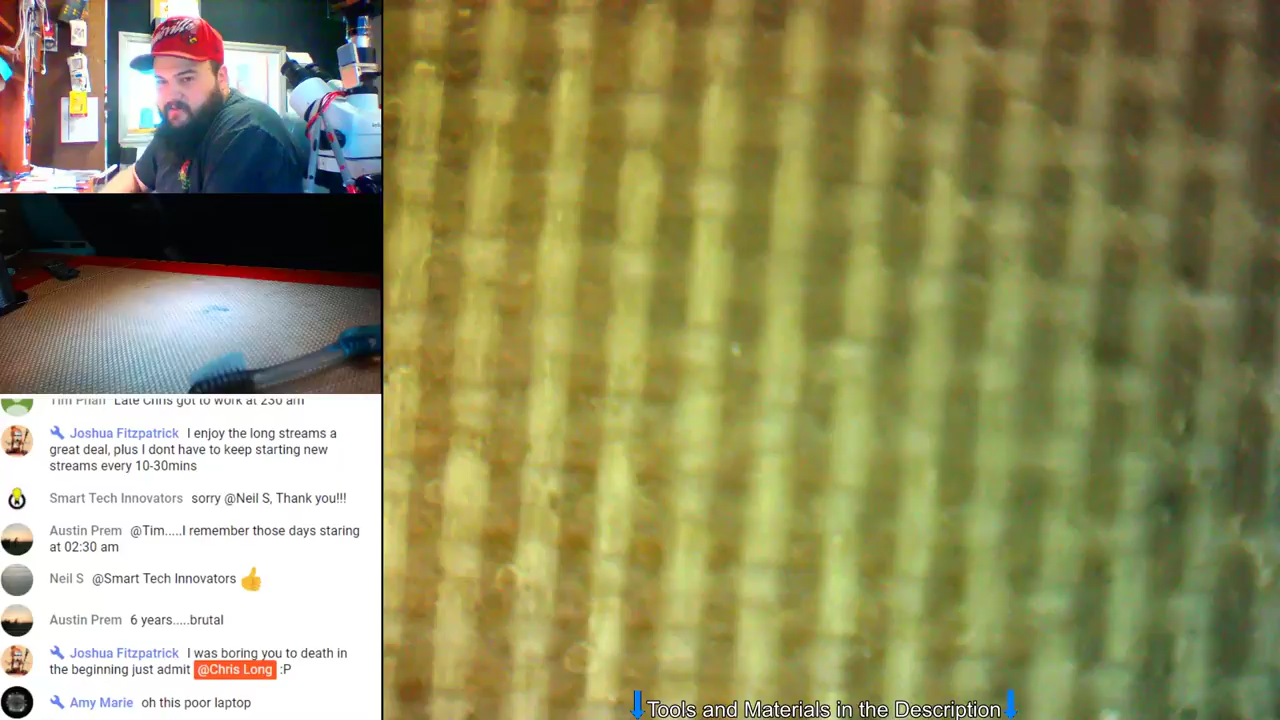 Tim Phan Late Chris got to work at 230 am
Joshua Fitzpatrick I enjoy the long streams a
great deal, plus I dont have to keep starting new
streams every 10-30mins
Smart Tech Innovators sorry @Neil S, Thank you!!!
Austin Prem @Tim.....I remember those days staring
at 02:30 am
Neil S @Smart Tech Innovators 👍
Austin Prem 6 years.....brutal
Joshua Fitzpatrick I was boring you to death in
the beginning just admit @Chris Long :P
Amy Marie oh this poor laptop
Tools and Materials in the Description